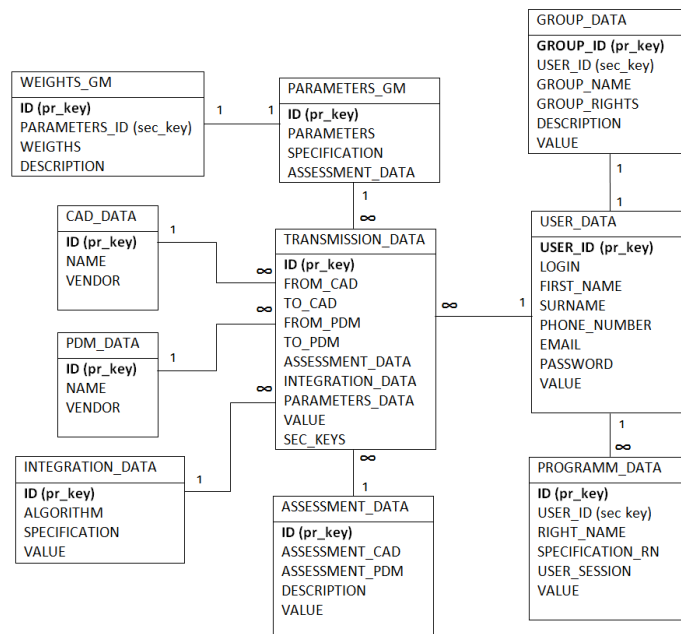 GROUP_DATA
GROUP_ID (pr_key)
USER_ID (sec_key)
GROUP_NAME
GROUP_RIGHTS
DESCRIPTION
VALUE
WEIGHTS_GM
ID (pr_key)
PARAMETERS_ID (sec_key)
WEIGTHS
DESCRIPTION
1
1
PARAMETERS_GM
ID (pr_key)
PARAMETERS
SPECIFICATION
ASSESSMENT_DATA
1
∞
1
1
CAD_DATA
ID (pr_key)
NAME
VENDOR
1
∞
TRANSMISSION_DATA
ID (pr_key)
FROM_CAD
TO_CAD
FROM_PDM
TO_PDM
ASSESSMENT_DATA
INTEGRATION_DATA
PARAMETERS_DATA
VALUE
SEC_KEYS
∞
1
USER_DATA
USER_ID (pr_key)
LOGIN
FIRST_NAME
SURNAME
PHONE_NUMBER
EMAIL
PASSWORD
VALUE
PDM_DATA
ID (pr_key)
NAME
VENDOR
1
∞
INTEGRATION_DATA
ID (pr_key)
ALGORITHM
SPECIFICATION
VALUE
1
∞
∞
1
ASSESSMENT_DATA
ID (pr_key)
ASSESSMENT_CAD
ASSESSMENT_PDM
DESCRIPTION
VALUE
1
∞
PROGRAMM_DATA
ID (pr_key)
USER_ID (sec key)
RIGHT_NAME
SPECIFICATION_RN
USER_SESSION
VALUE